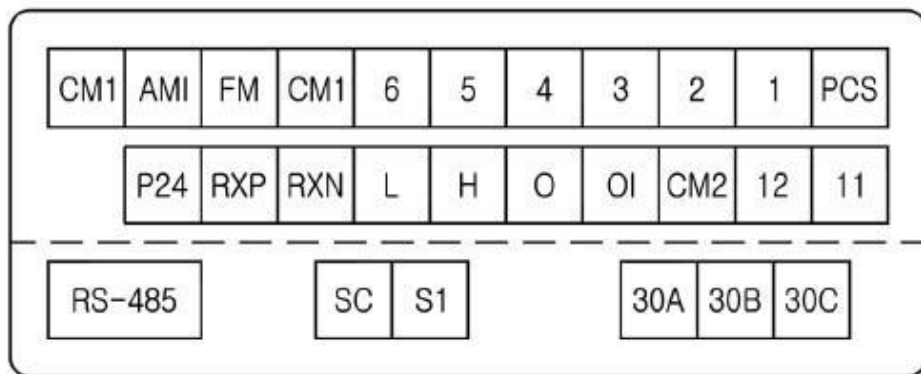 CM1 AMI FM CM1 6 5 4 3 2 1 PCS
P24 RXP RXN L H O OI CM2 12 11
RS-485 SC S1 30A 30B 30C